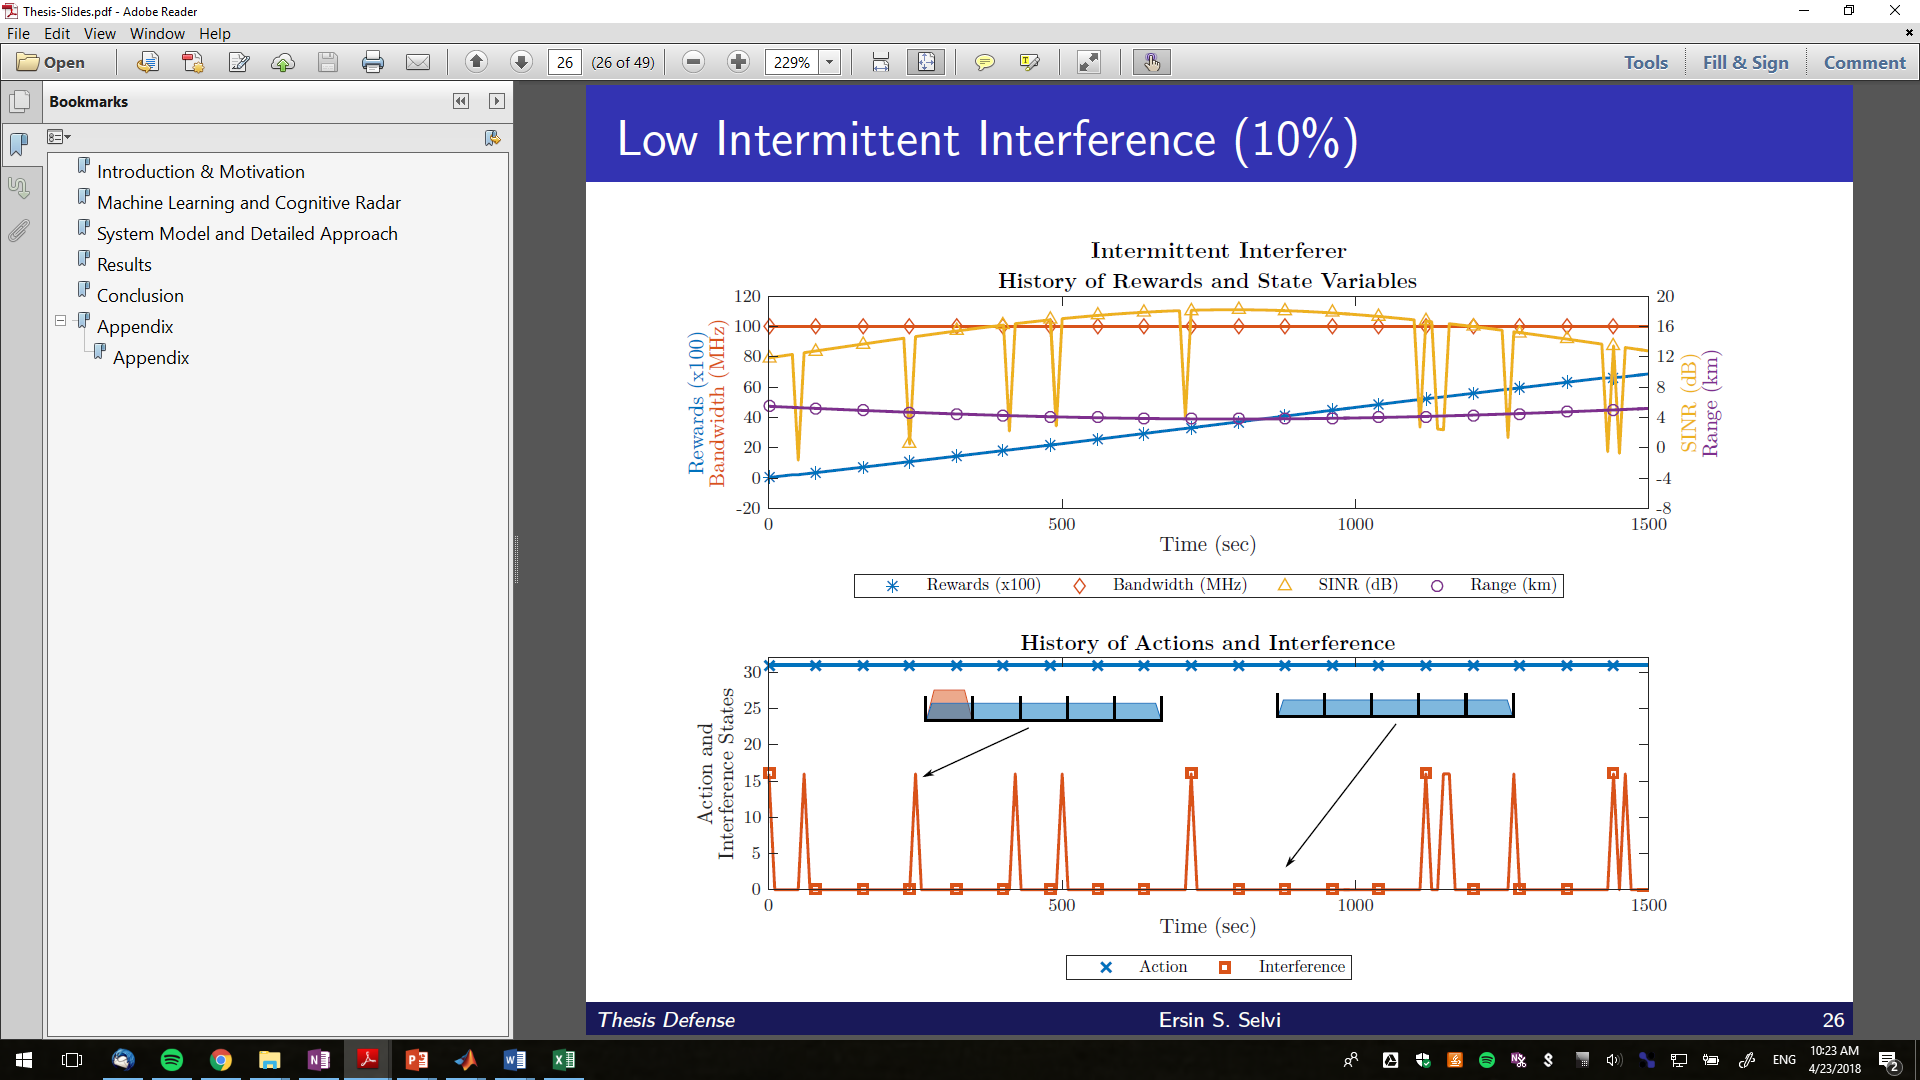 Thesis-Slides.pdf - Adobe Reader
File Edit View Window Help
Open 26 (26 of 49) 229% Tools Fill & Sign Comment
Bookmarks
Introduction & Motivation
Machine Learning and Cognitive Radar
System Model and Detailed Approach
Results
Conclusion
Appendix
Appendix
Low Intermittent Interference (10%)
Intermittent Interferer
History of Rewards and State Variables
Rewards (x100)
Bandwidth (MHz)
120
100
80
60
40
20
0
-20
20
16
12
8
4
0
-4
-8
SINR (dB)
Range (km)
0 500 1000 1500
Time (sec)
Rewards (x100) Bandwidth (MHz) SINR (dB) Range (km)
History of Actions and Interference
Action and
Interference States
30
25
20
15
10
5
0
0 500 1000 1500
Time (sec)
Action Interference
Thesis Defense Ersin S. Selvi 26
ENG 10:23 AM
4/23/2018 2